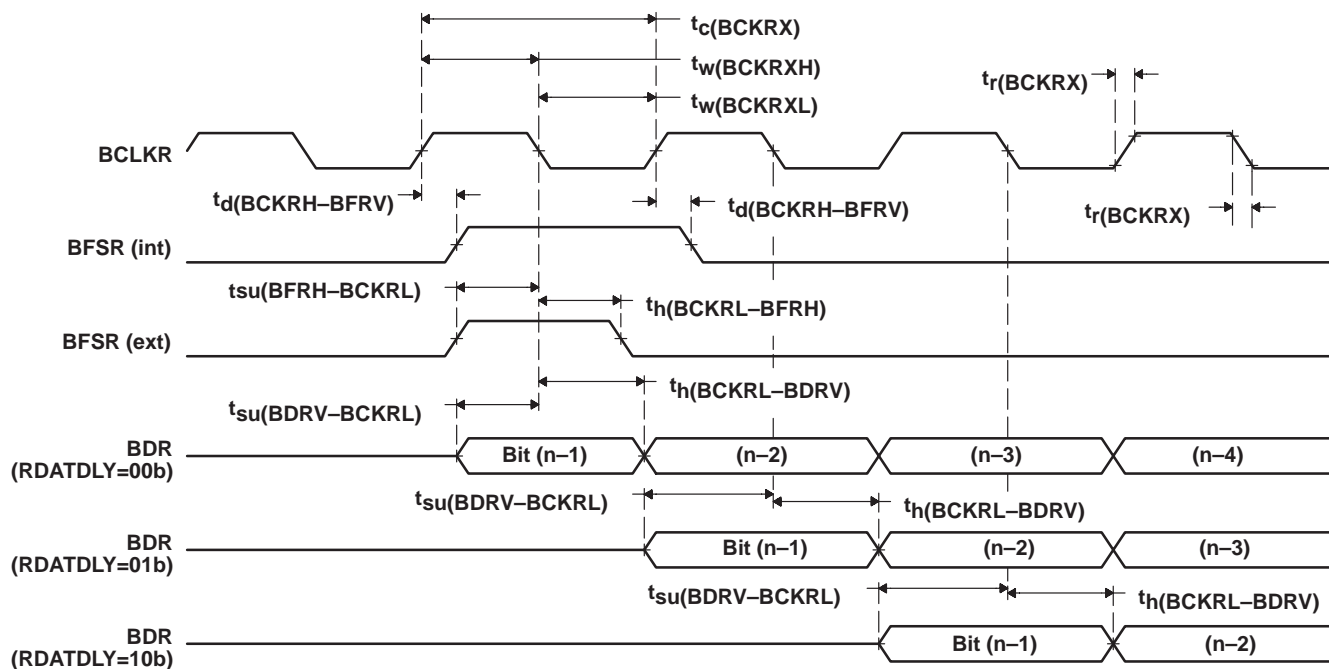 tc(BCKRX)
tw(BCKRXH)
tr(BCKRX)
tw(BCKRXL)
BCLKR
td(BCKRH–BFRV)
td(BCKRH–BFRV)
tr(BCKRX)
BFSR (int)
tsu(BFRH–BCKRL)
th(BCKRL–BFRH)
BFSR (ext)
th(BCKRL–BDRV)
tsu(BDRV–BCKRL)
BDR
(RDATDLY=00b)
Bit (n–1)
(n–2)
(n–3)
(n–4)
tsu(BDRV–BCKRL)
th(BCKRL–BDRV)
BDR
(RDATDLY=01b)
Bit (n–1)
(n–2)
(n–3)
tsu(BDRV–BCKRL)
th(BCKRL–BDRV)
BDR
(RDATDLY=10b)
Bit (n–1)
(n–2)